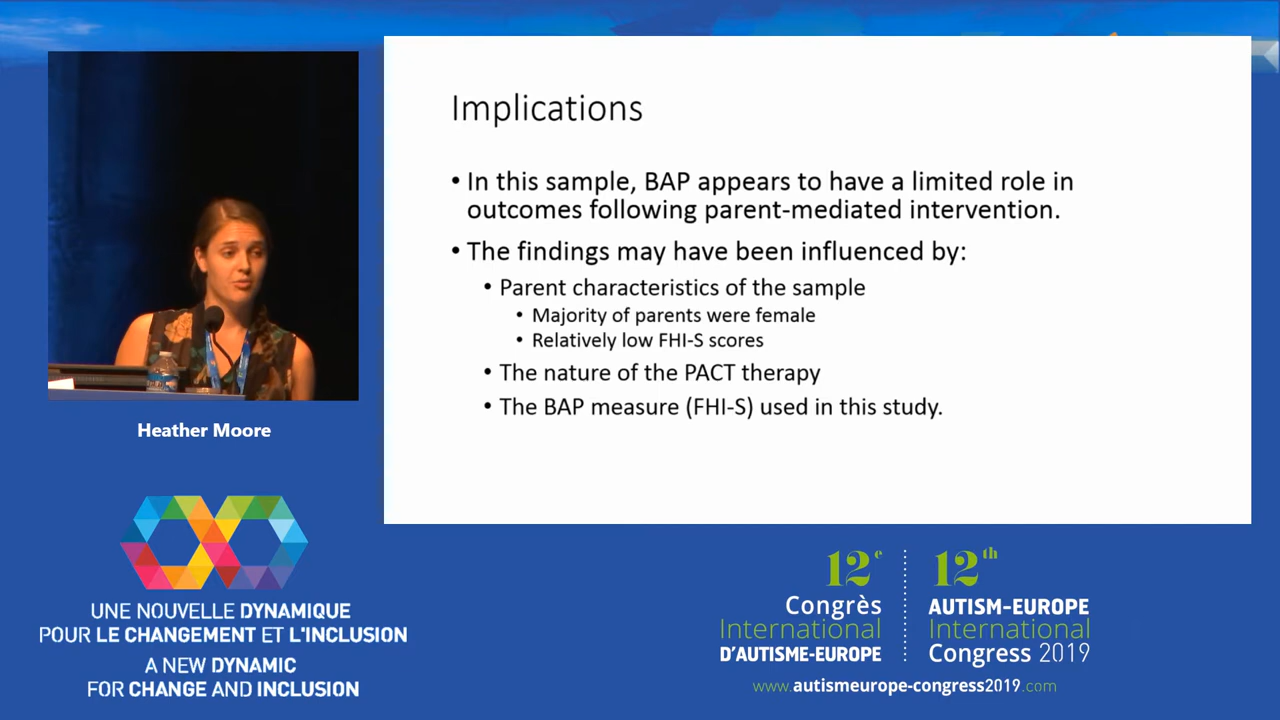 Implications
• In this sample, BAP appears to have a limited role in
outcomes following parent-mediated intervention.
• The findings may have been influenced by:
• Parent characteristics of the sample
• Majority of parents were female
• Relatively low FHI-S scores
• The nature of the PACT therapy
• The BAP measure (FHI-S) used in this study.
Heather Moore
UNE NOUVELLE DYNAMIQUE
POUR LE CHANGEMENT ET L'INCLUSION
A NEW DYNAMIC
FOR CHANGE AND INCLUSION
12e
Congrès
International
D'AUTISME-EUROPE
12th
AUTISM-EUROPE
International
Congress 2019
www.autismeurope-congress2019.com